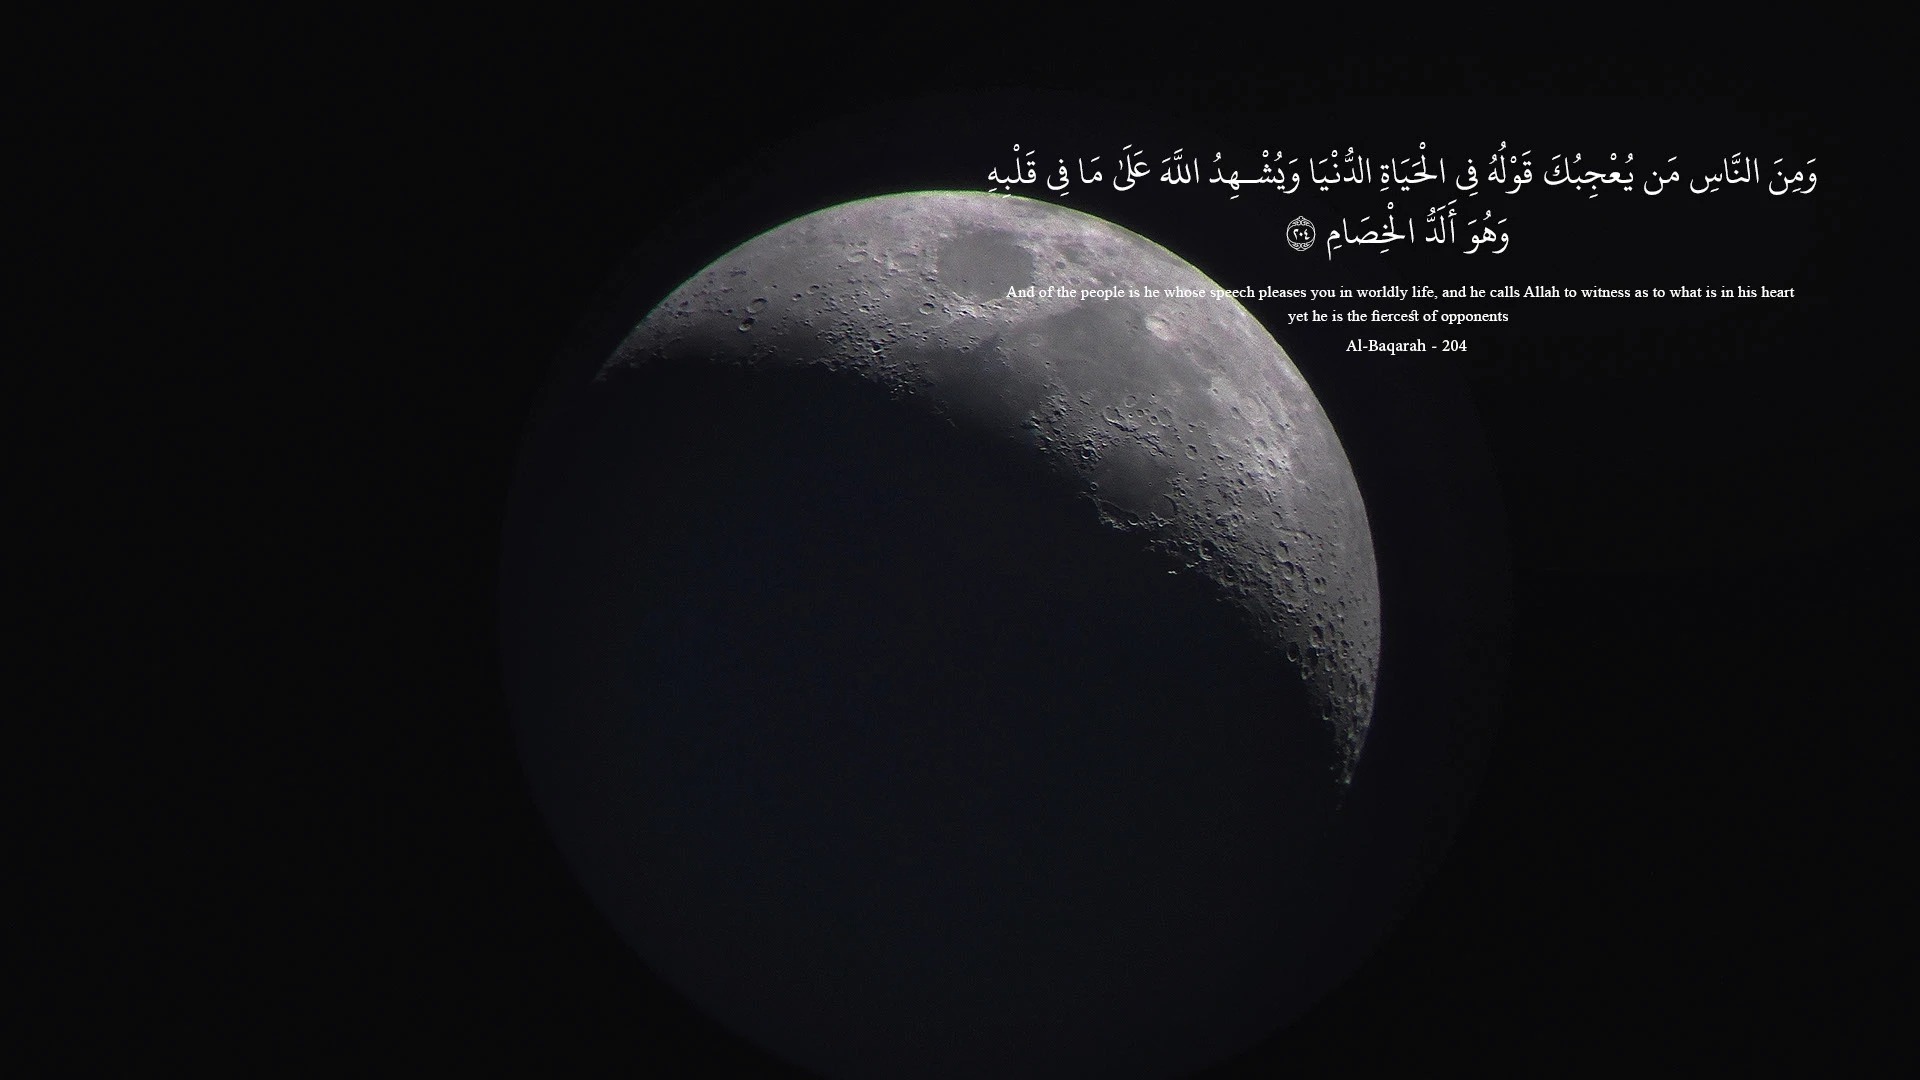 وَمِنَ النَّاسِ مَن يُعْجِبُكَ قَوْلُهُ فِي الْحَيَاةِ الدُّنْيَا وَيُشْـهِدُ اللَّهَ عَلَىٰ مَا فِي قَلْبِهِ
وَهُوَ أَلَدُّ الْخِصَامِ ٢٠٤
And of the people is he whose speech pleases you in worldly life, and he calls Allah to witness as to what is in his heart
yet he is the fiercest of opponents
Al-Baqarah - 204